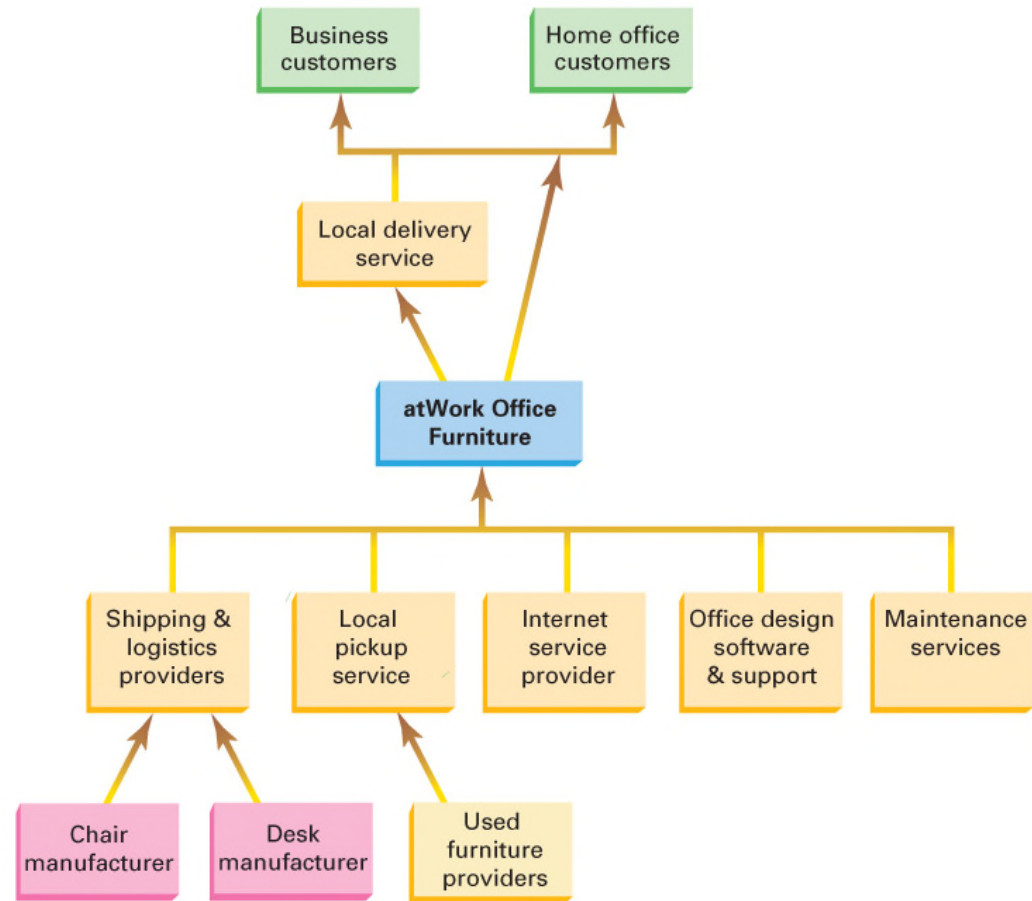 Business
customers
Home office
customers
Local delivery
service
atWork Office
Furniture
Shipping &
logistics
providers
Local
pickup
service
Internet
service
provider
Office design
software
& support
Maintenance
services
Chair
manufacturer
Desk
manufacturer
Used
furniture
providers